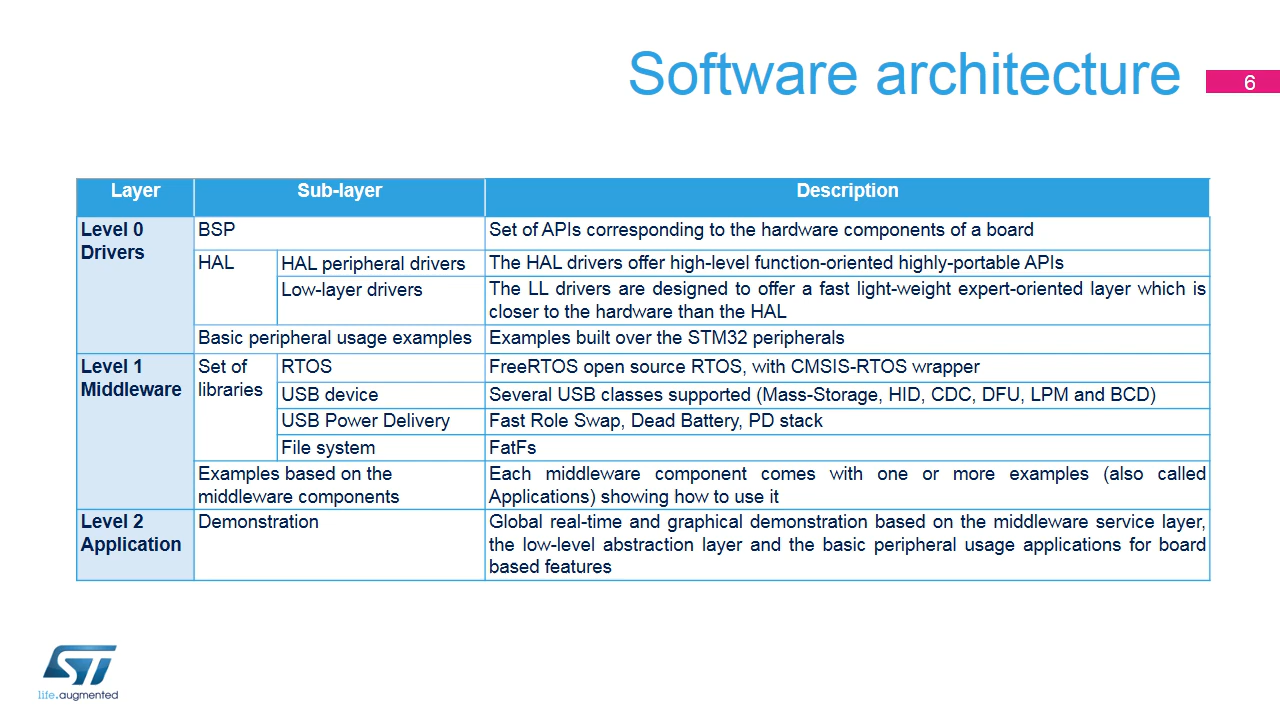 Software architecture
6
Layer Sub-layer Description
Level 0
Drivers
BSP
Set of APIs corresponding to the hardware components of a board
HAL
HAL peripheral drivers
The HAL drivers offer high-level function-oriented highly-portable APIs
Low-layer drivers
The LL drivers are designed to offer a fast light-weight expert-oriented layer which is
closer to the hardware than the HAL
Basic peripheral usage examples
Examples built over the STM32 peripherals
Level 1
Middleware
Set of
libraries
RTOS
FreeRTOS open source RTOS, with CMSIS-RTOS wrapper
USB device
Several USB classes supported (Mass-Storage, HID, CDC, DFU, LPM and BCD)
USB Power Delivery
Fast Role Swap, Dead Battery, PD stack
File system
FatFs
Examples based on the
middleware components
Each middleware component comes with one or more examples (also called
Applications) showing how to use it
Level 2
Application
Demonstration
Global real-time and graphical demonstration based on the middleware service layer,
the low-level abstraction layer and the basic peripheral usage applications for board
based features
ST
life.augmented